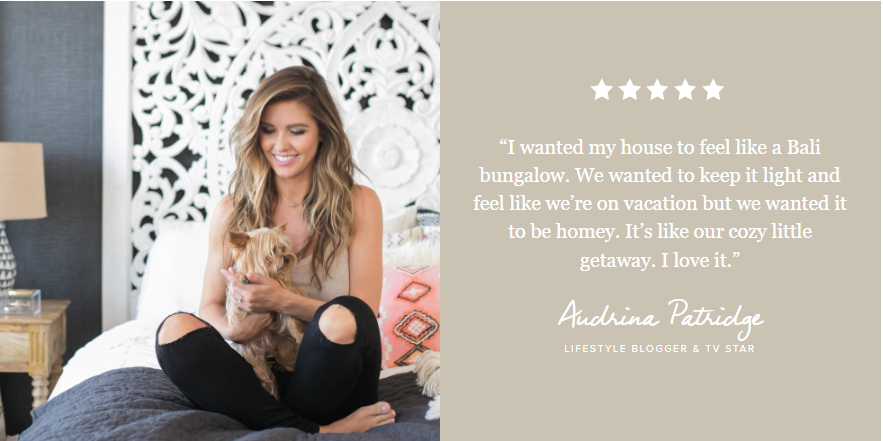 “I wanted my house to feel like a Bali
bungalow. We wanted to keep it light and
feel like we’re on vacation but we wanted it
to be homey. It’s like our cozy little
getaway. I love it.”
Audrina Patridge
LIFESTYLE BLOGGER & TV STAR